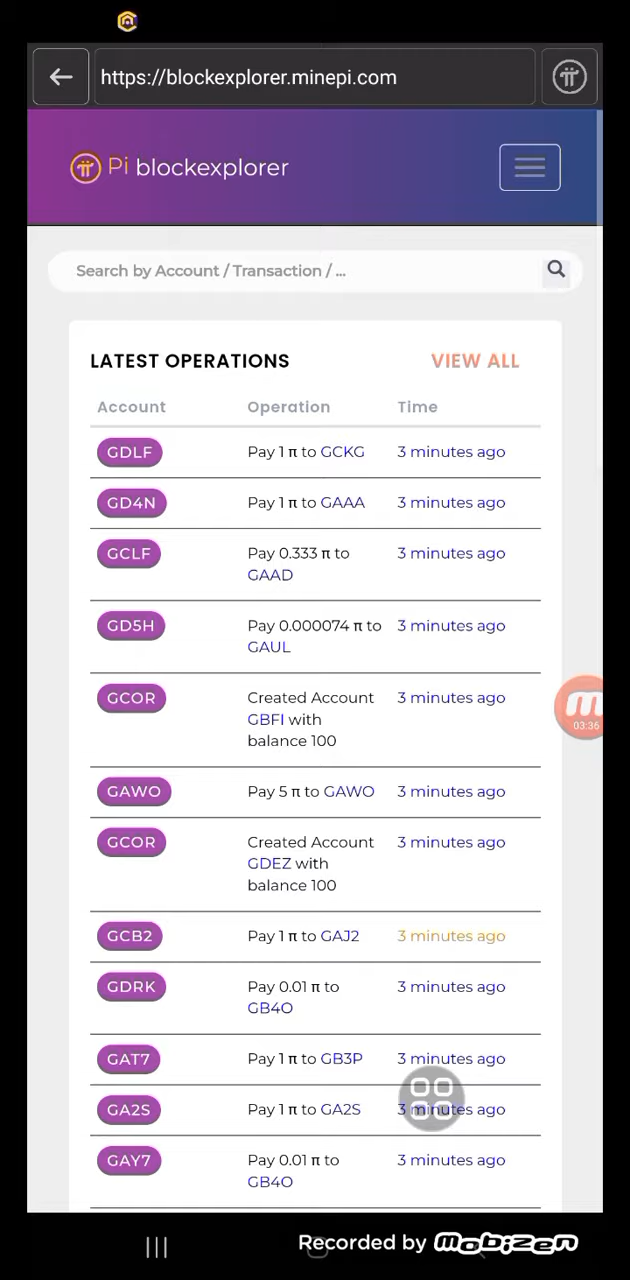 https://blockexplorer.minepi.com
Pi blockexplorer
Search by Account / Transaction / ...
LATEST OPERATIONS VIEW ALL
Account Operation Time
GDLF Pay 1 π to GCKG 3 minutes ago
GD4N Pay 1 π to GAAA 3 minutes ago
GCLF Pay 0.333 π to 3 minutes ago
GAAD
GD5H Pay 0.000074 π to 3 minutes ago
GAUL
GCOR Created Account 3 minutes ago
GBFI with
balance 100
03:36
GAWO Pay 5 π to GAWO 3 minutes ago
GCOR Created Account 3 minutes ago
GDEZ with
balance 100
GCB2 Pay 1 π to GAJ2 3 minutes ago
GDRK Pay 0.01 π to 3 minutes ago
GB4O
GAT7 Pay 1 π to GB3P 3 minutes ago
GA2S Pay 1 π to GA2S 3 minutes ago
GAY7 Pay 0.01 π to 3 minutes ago
GB4O
Recorded by Mobizen